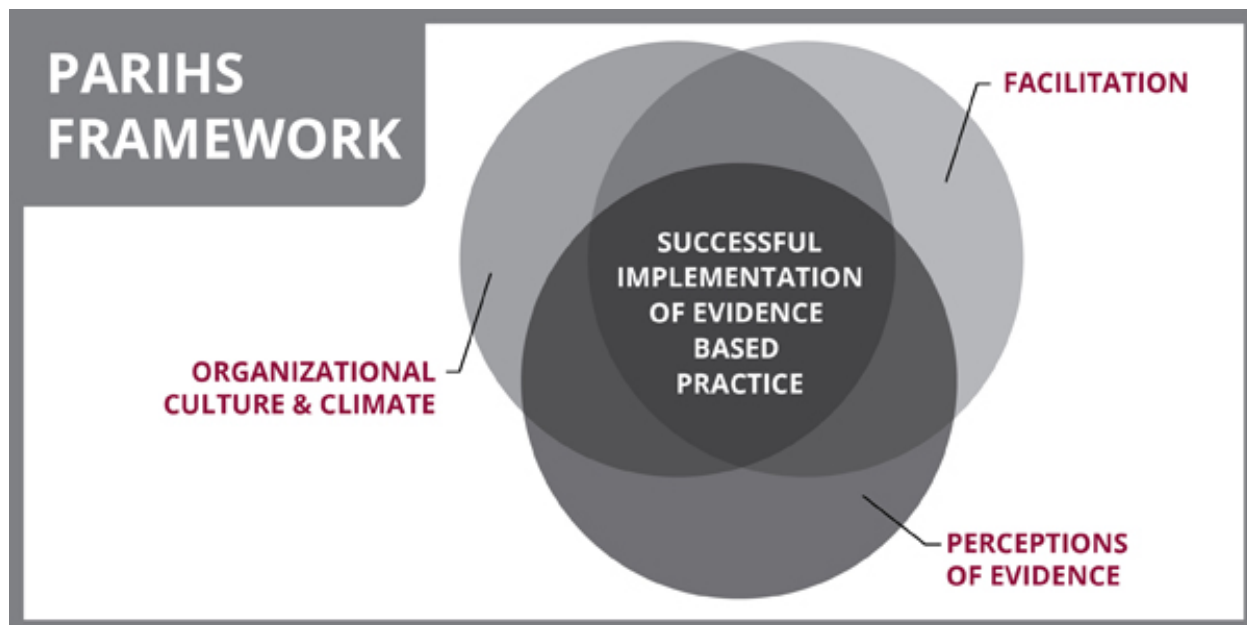 PARIHS
FRAMEWORK
FACILITATION
SUCCESSFUL
IMPLEMENTATION
OF EVIDENCE
BASED
PRACTICE
ORGANIZATIONAL
CULTURE & CLIMATE
PERCEPTIONS
OF EVIDENCE